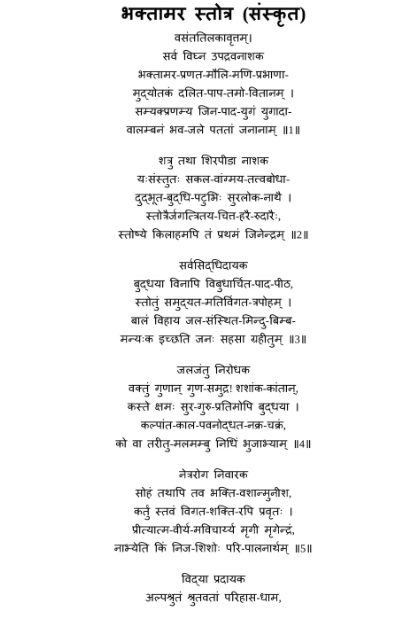 भक्तामर स्तोत्र (संस्कृत)
वसंततिलकावृत्तम्।
सर्व विघ्न उपद्रवनाशक
भक्तामर-प्रणत-मौलि-मणि-प्रभाणा-
मुद्योतकं दलित-पाप-तमो-वितानम् ।
सम्यक्प्रणम्य जिन-पाद-युगं युगादा-
वालम्बनं भव-जले पततां जनानाम् ॥1॥
शत्रु तथा शिरपीडा नाशक
यःसंस्तुतः सकल-वांग्मय-तत्त्वबोधा-
दुद्भूत-बुद्धि-पटुभिः सुरलोक-नाथै ।
स्तोत्रैर्जगत्त्रितय-चित्त-हरै-रुदारैः,
स्तोष्ये किलाहमपि तं प्रथमं जिनेन्द्रम् ॥2॥
सर्वसिद्धिदायक
बुद्धया विनापि विबुधार्चित-पाद-पीठ,
स्तोतुं समुद्यत-मतिर्विगत-त्रपोहम् ।
बालं विहाय जल-संस्थित-मिन्दु-बिम्ब-
मन्यःक इच्छति जनः सहसा ग्रहीतुम् ॥3॥
जलजंतु निरोधक
वक्तुं गुणान् गुण-समुद्र! शशांक-कांतान्,
कस्ते क्षमः सुर-गुरु-प्रतिमोपि बुद्धया ।
कल्पांत-काल-पवनोद्धत-नक्र-चक्रं,
को वा तरीतु-मलमम्बु निधिं भुजाभ्याम् ॥4॥
नेत्ररोग निवारक
सोहं तथापि तव भक्ति-वशान्मुनीश,
कर्तुं स्तवं विगत-शक्ति-रपि प्रवृतः ।
प्रीत्यात्म-वीर्य-मविचार्य्य मृगी मृगेन्द्रं,
नाभ्येति किं निज-शिशोः परि-पालनार्थम् ॥5॥
विद्या प्रदायक
अल्पश्रुतं श्रुतवतां परिहास-धाम,